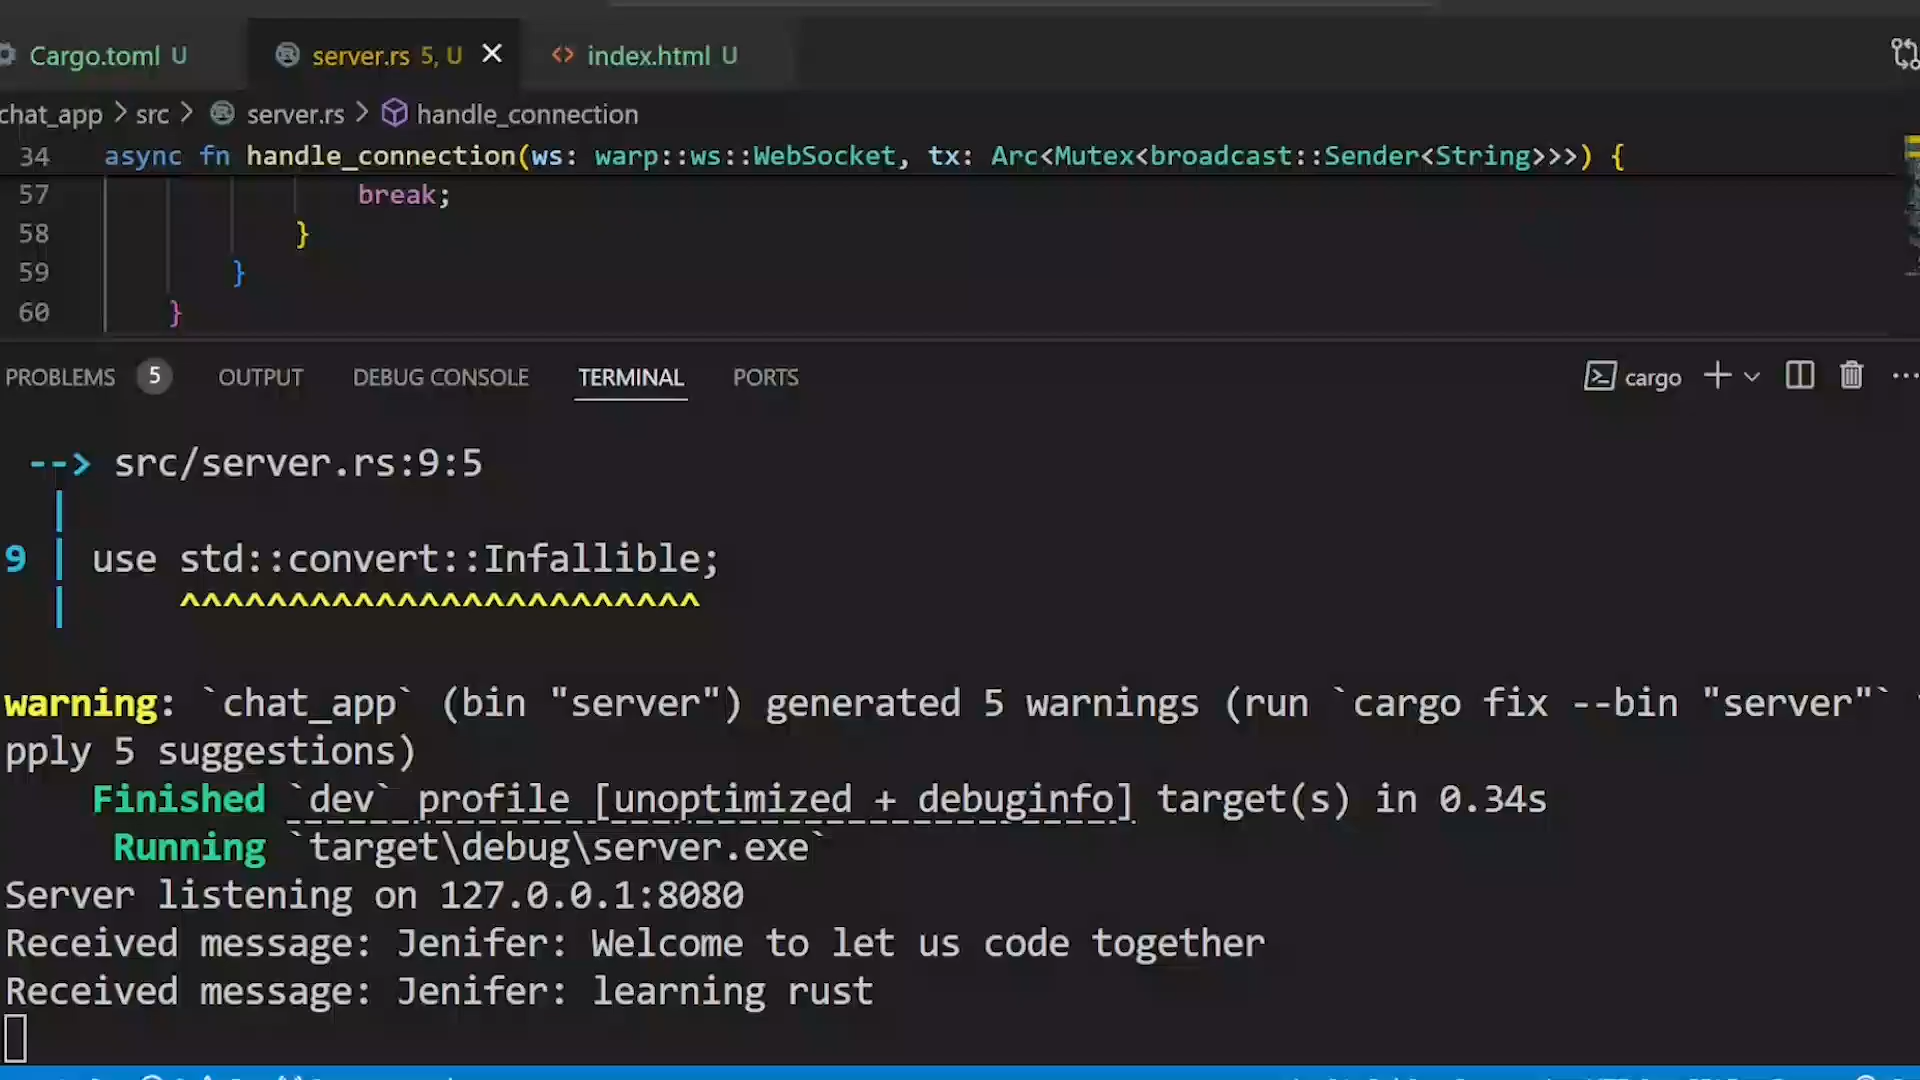 Cargo.toml U server.rs 5, U index.html U
chat_app > src > server.rs > handle_connection
34 async fn handle_connection(ws: warp::ws::WebSocket, tx: Arc<Mutex<broadcast::Sender<String>>>) {
57 break;
58 }
59 }
60 }
PROBLEMS 5 OUTPUT DEBUG CONSOLE TERMINAL PORTS cargo
--> src/server.rs:9:5
|
9 | use std::convert::Infallible;
| ^^^^^^^^^^^^^^^^^^^^^^^^
warning: `chat_app` (bin "server") generated 5 warnings (run `cargo fix --bin "server"`
pply 5 suggestions)
Finished `dev` profile [unoptimized + debuginfo] target(s) in 0.34s
Running `target\debug\server.exe`
Server listening on 127.0.0.1:8080
Received message: Jenifer: Welcome to let us code together
Received message: Jenifer: learning rust